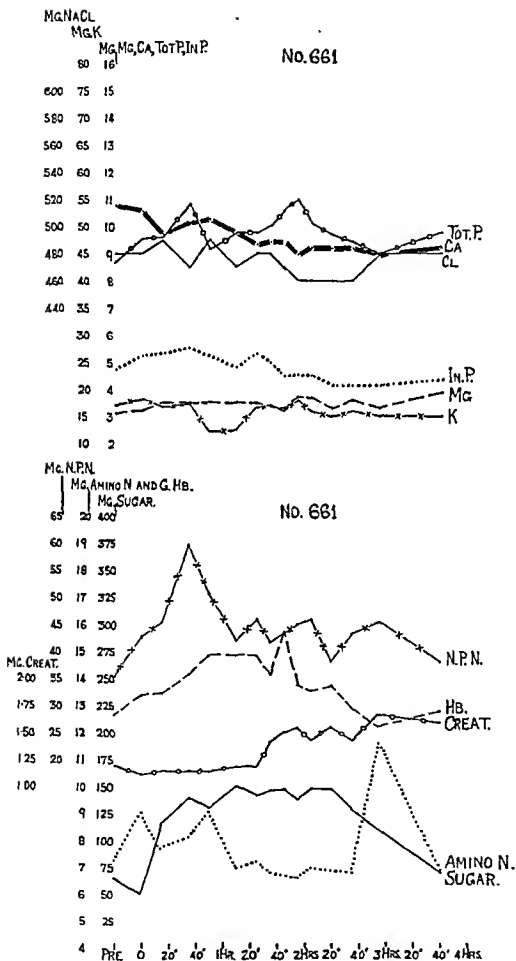 Mg.NaCl
Mg.K
Mg.Mg,Ca,Tot P, In P.
No. 661
80 16
600 75 15
580 70 14
560 65 13
540 60 12
520 55 11
500 50 10
480 45 9
460 40 8
440 35 7
30 6
25 5
20 4
15 3
10 2
Tot.P.
Ca
Cl
In.P.
Mg
K
Mg.N.P.N.
Mg.Amino N and G.Hb.
Mg.Sugar.
No. 661
65 20 400
60 19 375
55 18 350
50 17 325
45 16 300
40 15 275
Mg.Creat.
2·00 35 14 250
1·75 30 13 225
1·50 25 12 200
1·25 20 11 175
1·00 10 150
9 125
8 100
7 75
6 50
5 25
4
N.P.N.
Hb.
Creat.
Amino N.
Sugar.
Pre 0 20' 40' 1Hr. 20' 40' 2Hrs 20' 40' 3Hrs. 20' 40' 4Hrs.